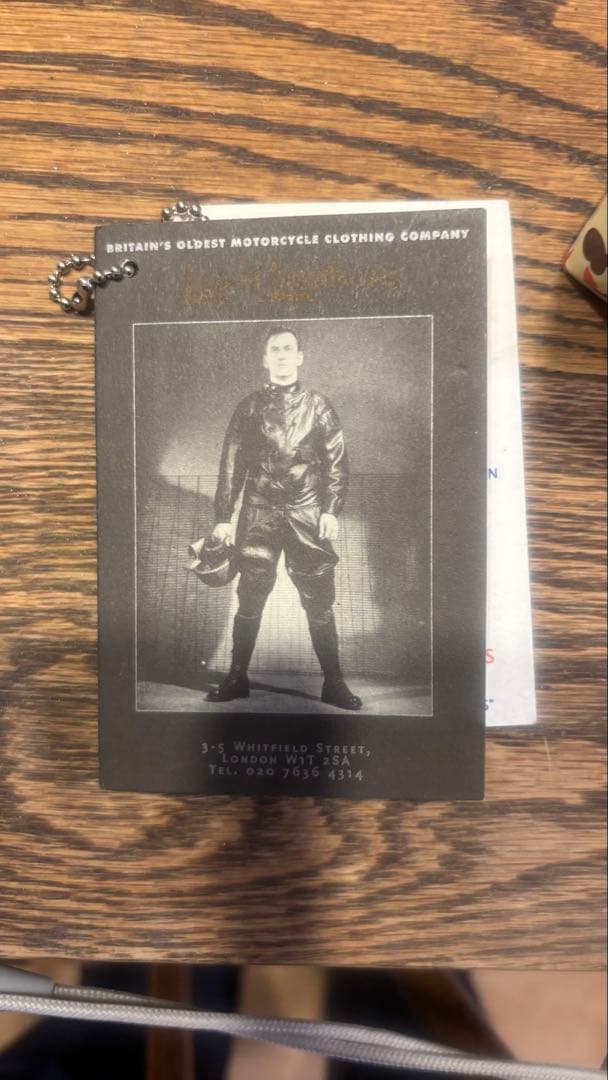 BRITAIN'S OLDEST MOTORCYCLE CLOTHING COMPANY
N
S
S"
3-5 WHITFIELD STREET,
LONDON W1T 2SA
TEL. 020 7636 4314